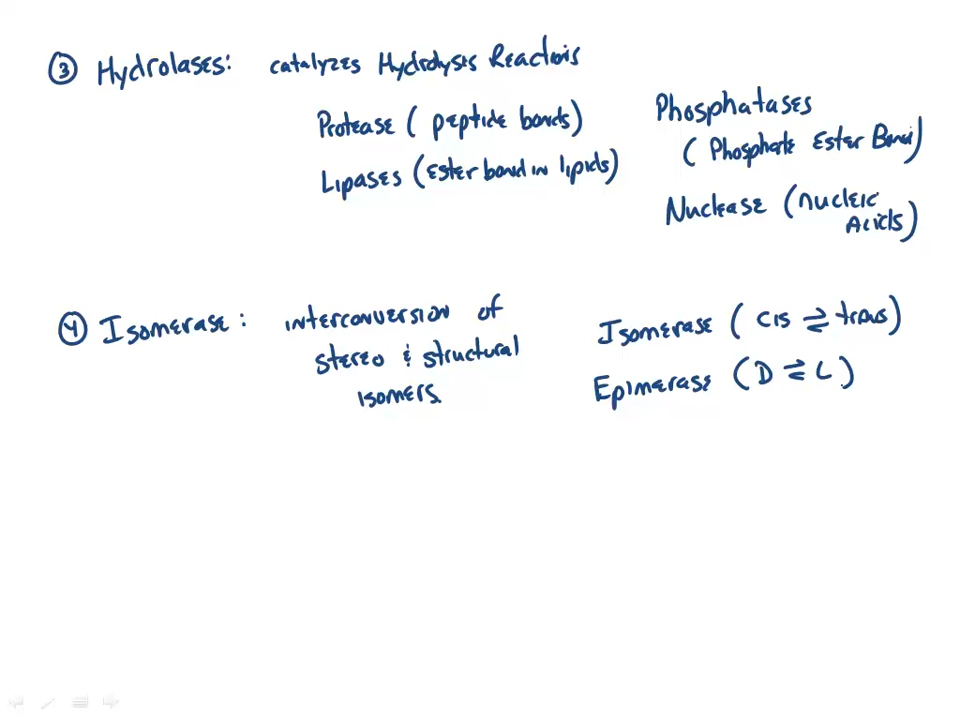 ③ Hydrolases: catalyzes Hydrolysis Reactions
Protease (peptide bonds)
Lipases (Ester bond in lipids)
Phosphatases
(Phosphate Ester Bond)
Nuclease (nucleic
Acids)
④ Isomerase: interconversion of
stereo & structural
isomers.
Isomerase (cis ⇌ trans)
Epimerase (D ⇌ L)